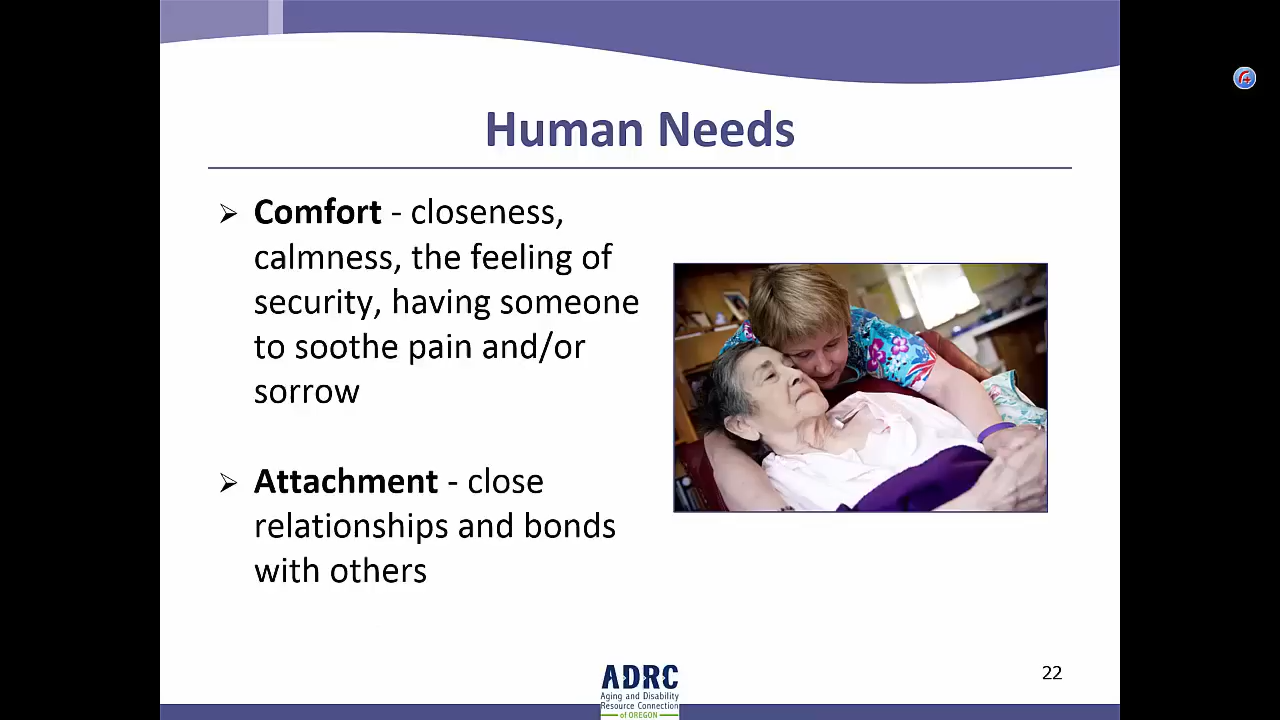 Human Needs
➢ Comfort - closeness,
calmness, the feeling of
security, having someone
to soothe pain and/or
sorrow
➢ Attachment - close
relationships and bonds
with others
ADRC
Aging and Disability
Resource Connection
of OREGON
22